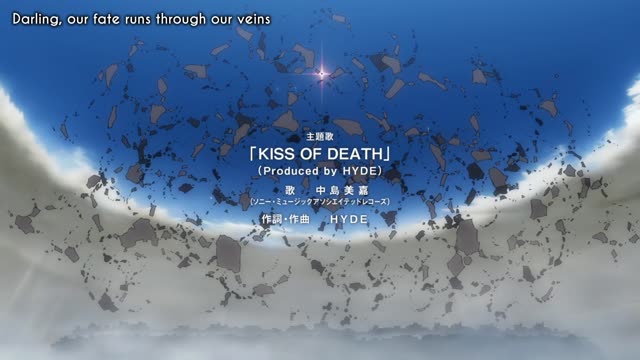 Darling, our fate runs through our veins
主題歌
「KISS OF DEATH」
(Produced by HYDE)
歌　中島美嘉
(ソニー・ミュージックアソシエイテッドレコーズ)
作詞・作曲　HYDE